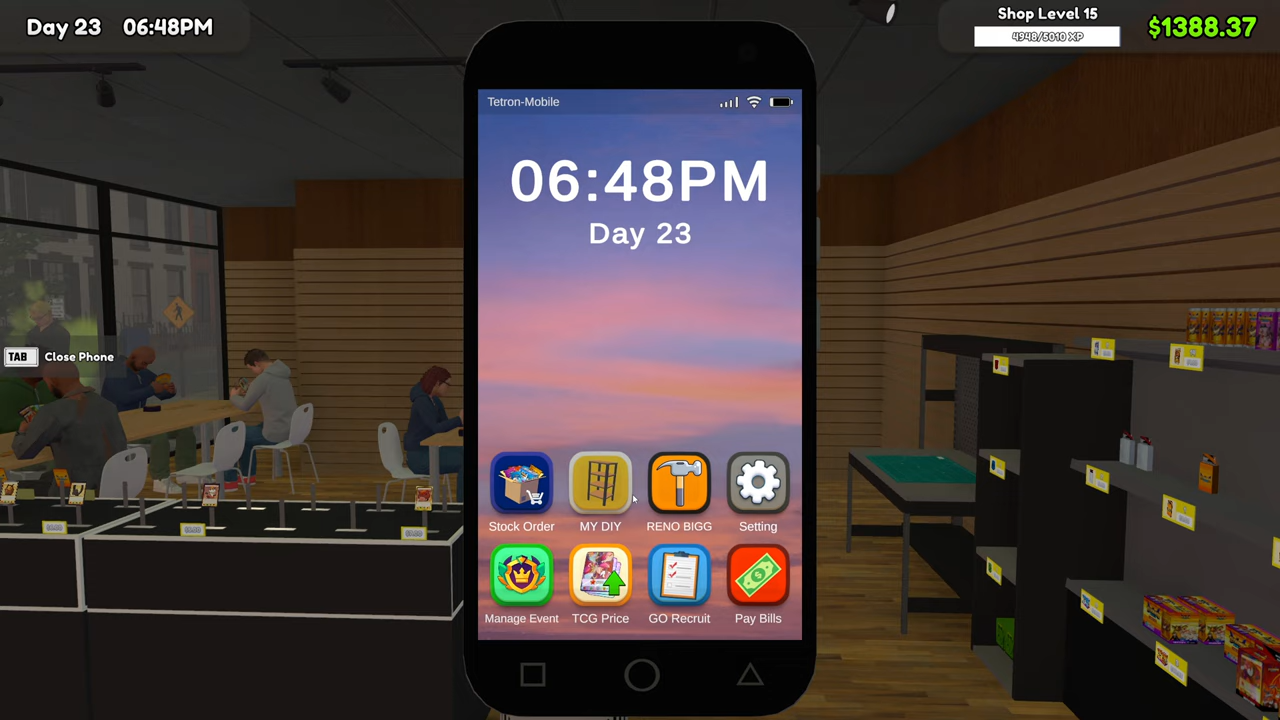 Day 23 06:48PM
Shop Level 15
4948/5010 XP
$1388.37
Tetron-Mobile
06:48PM
Day 23
TAB Close Phone
Stock Order MY DIY RENO BIGG Setting
Manage Event TCG Price GO Recruit Pay Bills